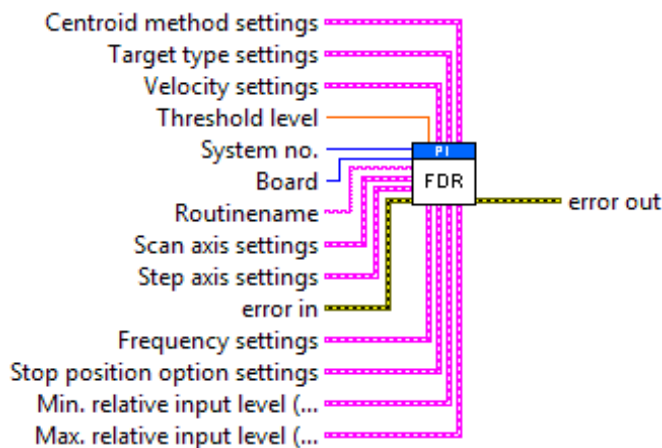 Centroid method settings
Target type settings
Velocity settings
Threshold level
System no.
Board
Routinename
Scan axis settings
Step axis settings
error in
Frequency settings
Stop position option settings
Min. relative input level (...
Max. relative input level (...
PI
FDR
error out